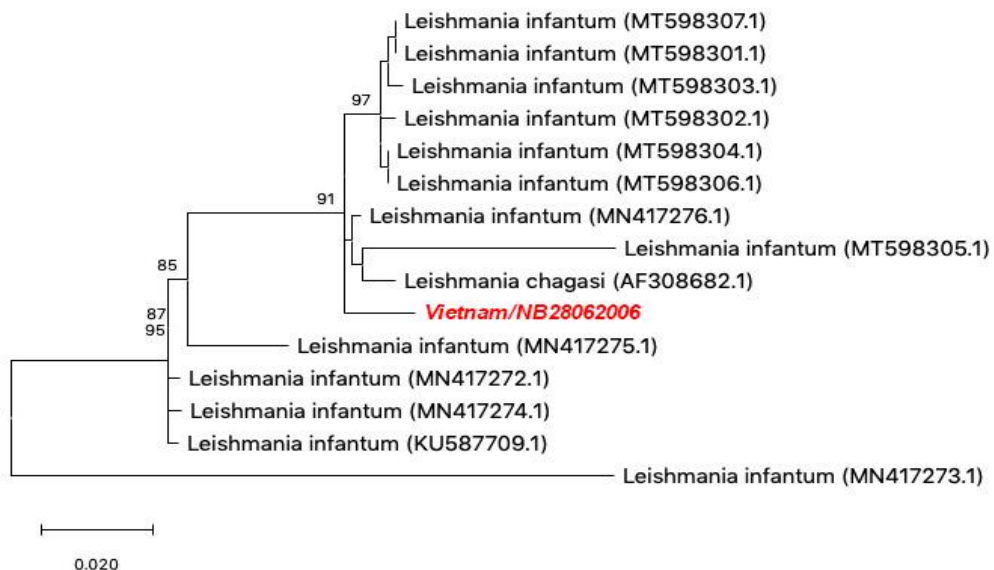 Leishmania infantum (MT598307.1)
Leishmania infantum (MT598301.1)
Leishmania infantum (MT598303.1)
97
Leishmania infantum (MT598302.1)
Leishmania infantum (MT598304.1)
Leishmania infantum (MT598306.1)
91
Leishmania infantum (MN417276.1)
Leishmania infantum (MT598305.1)
85
Leishmania chagasi (AF308682.1)
87
Vietnam/NB28062006
95
Leishmania infantum (MN417275.1)
Leishmania infantum (MN417272.1)
Leishmania infantum (MN417274.1)
Leishmania infantum (KU587709.1)
Leishmania infantum (MN417273.1)
0.020